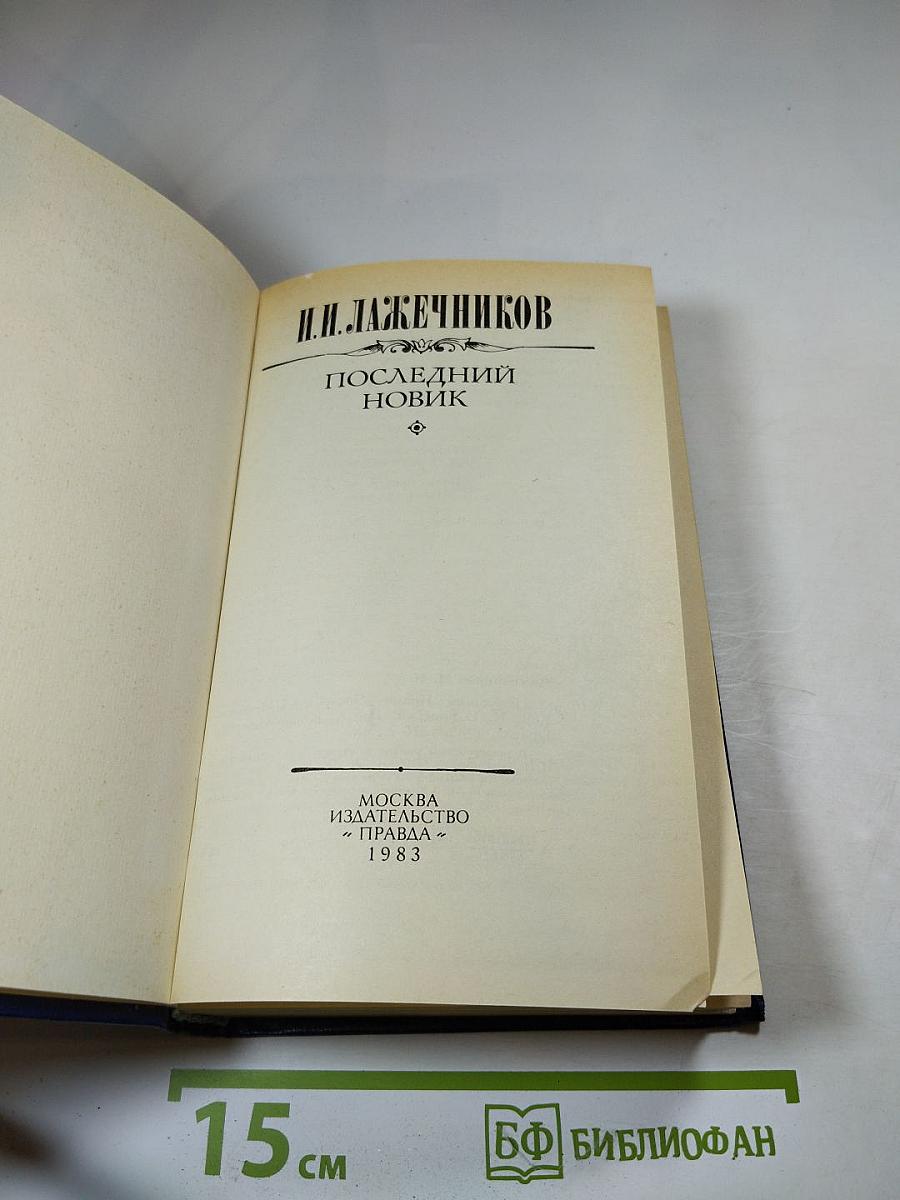 И.И. ЛАЖЕЧНИКОВ
ПОСЛЕДНИЙ
НОВИК
МОСКВА
ИЗДАТЕЛЬСТВО
„ ПРАВДА "
1983
15 см
БФ БИБЛИОФАН